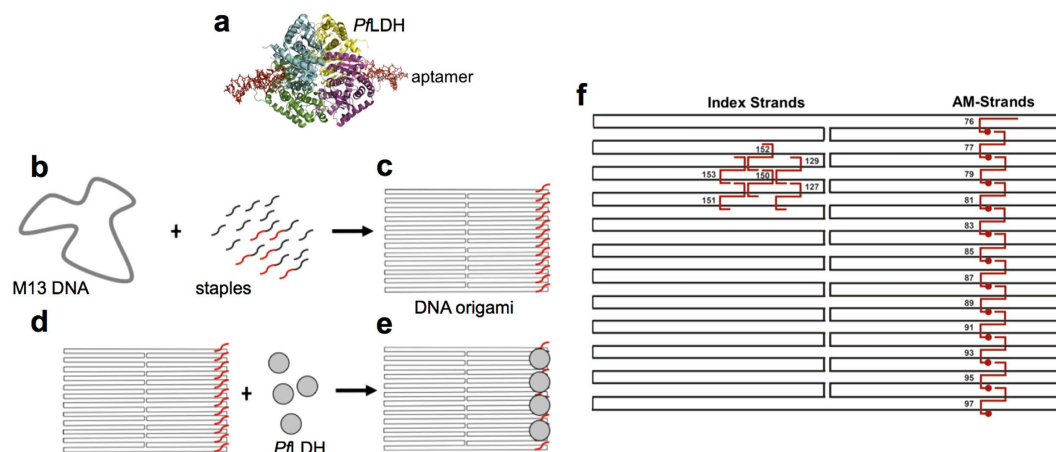 a
PfLDH
aptamer
b
+
M13 DNA
staples
c
DNA origami
d
+
PfLDH
e
f
Index Strands
AM-Strands
152
129
153
150
127
151
76
77
79
81
83
85
87
89
91
93
95
97